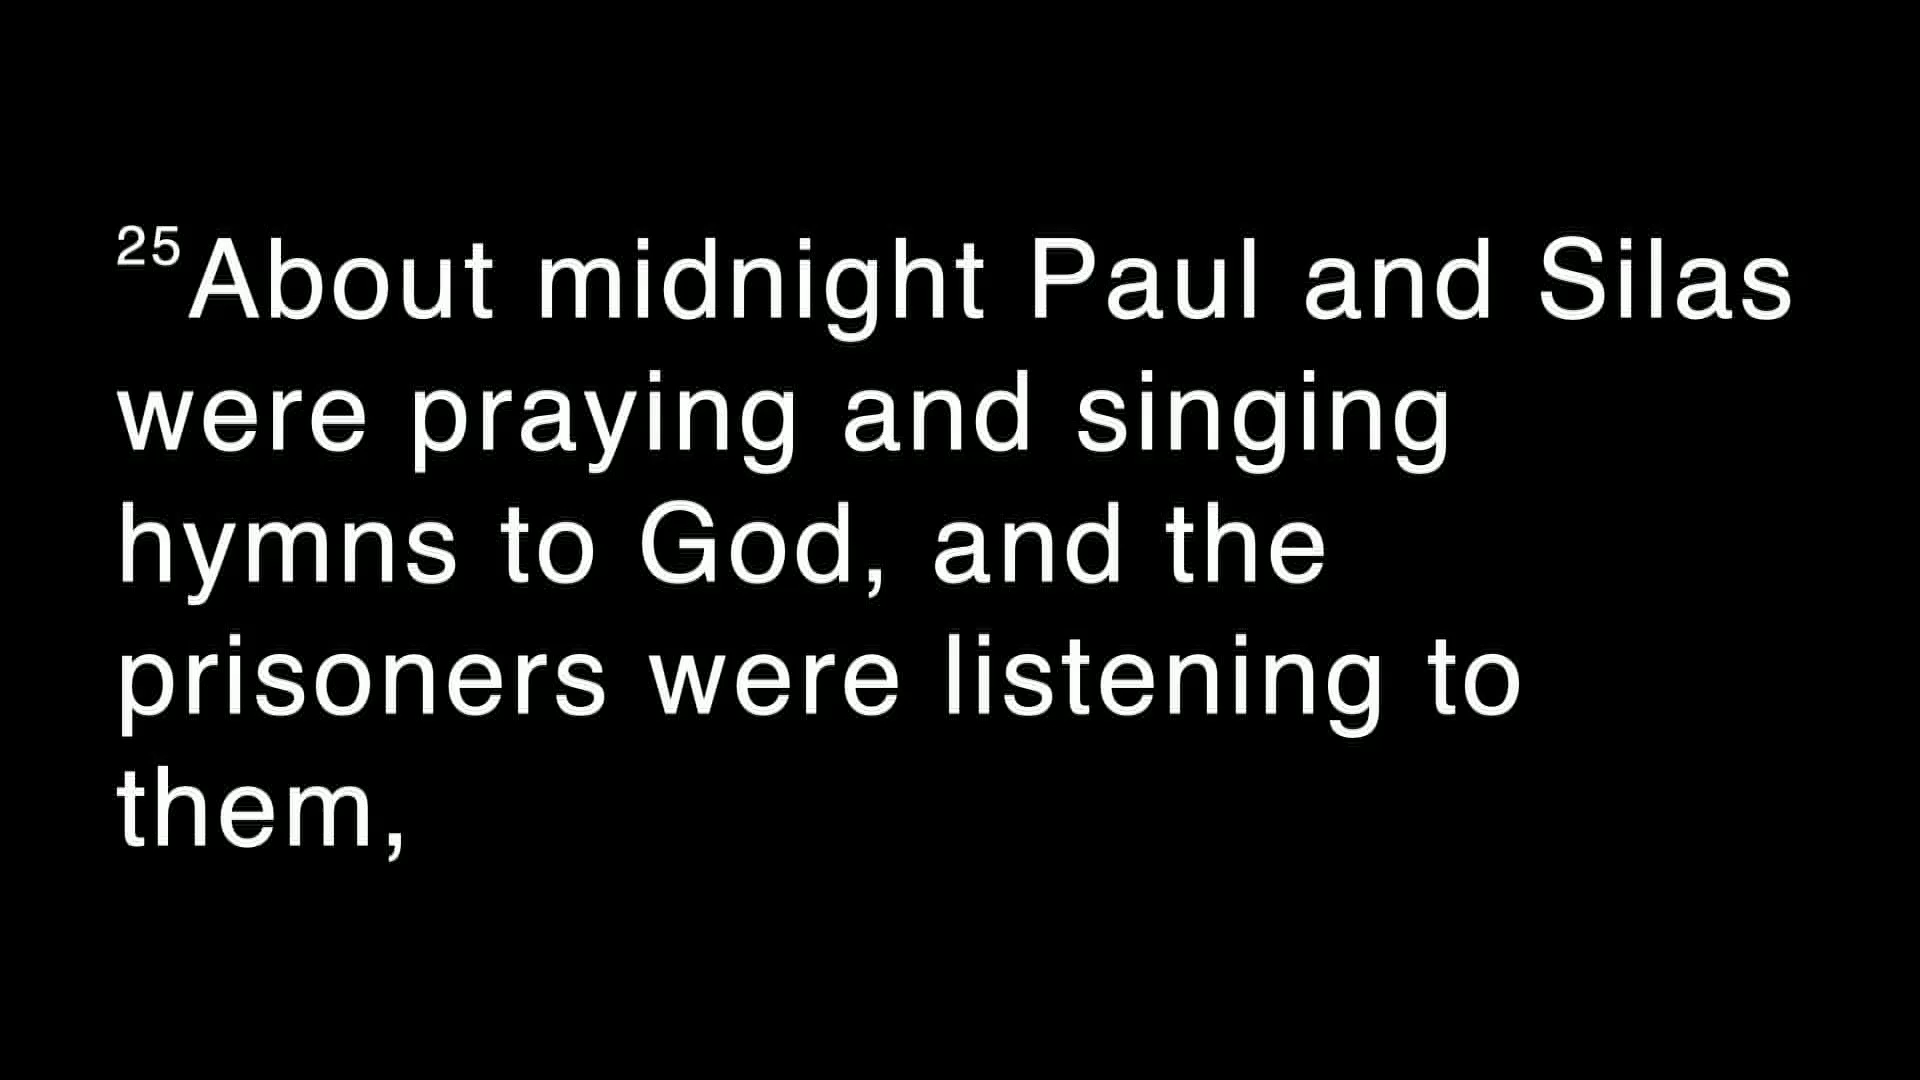 25About midnight Paul and Silas
were praying and singing
hymns to God, and the
prisoners were listening to
them,